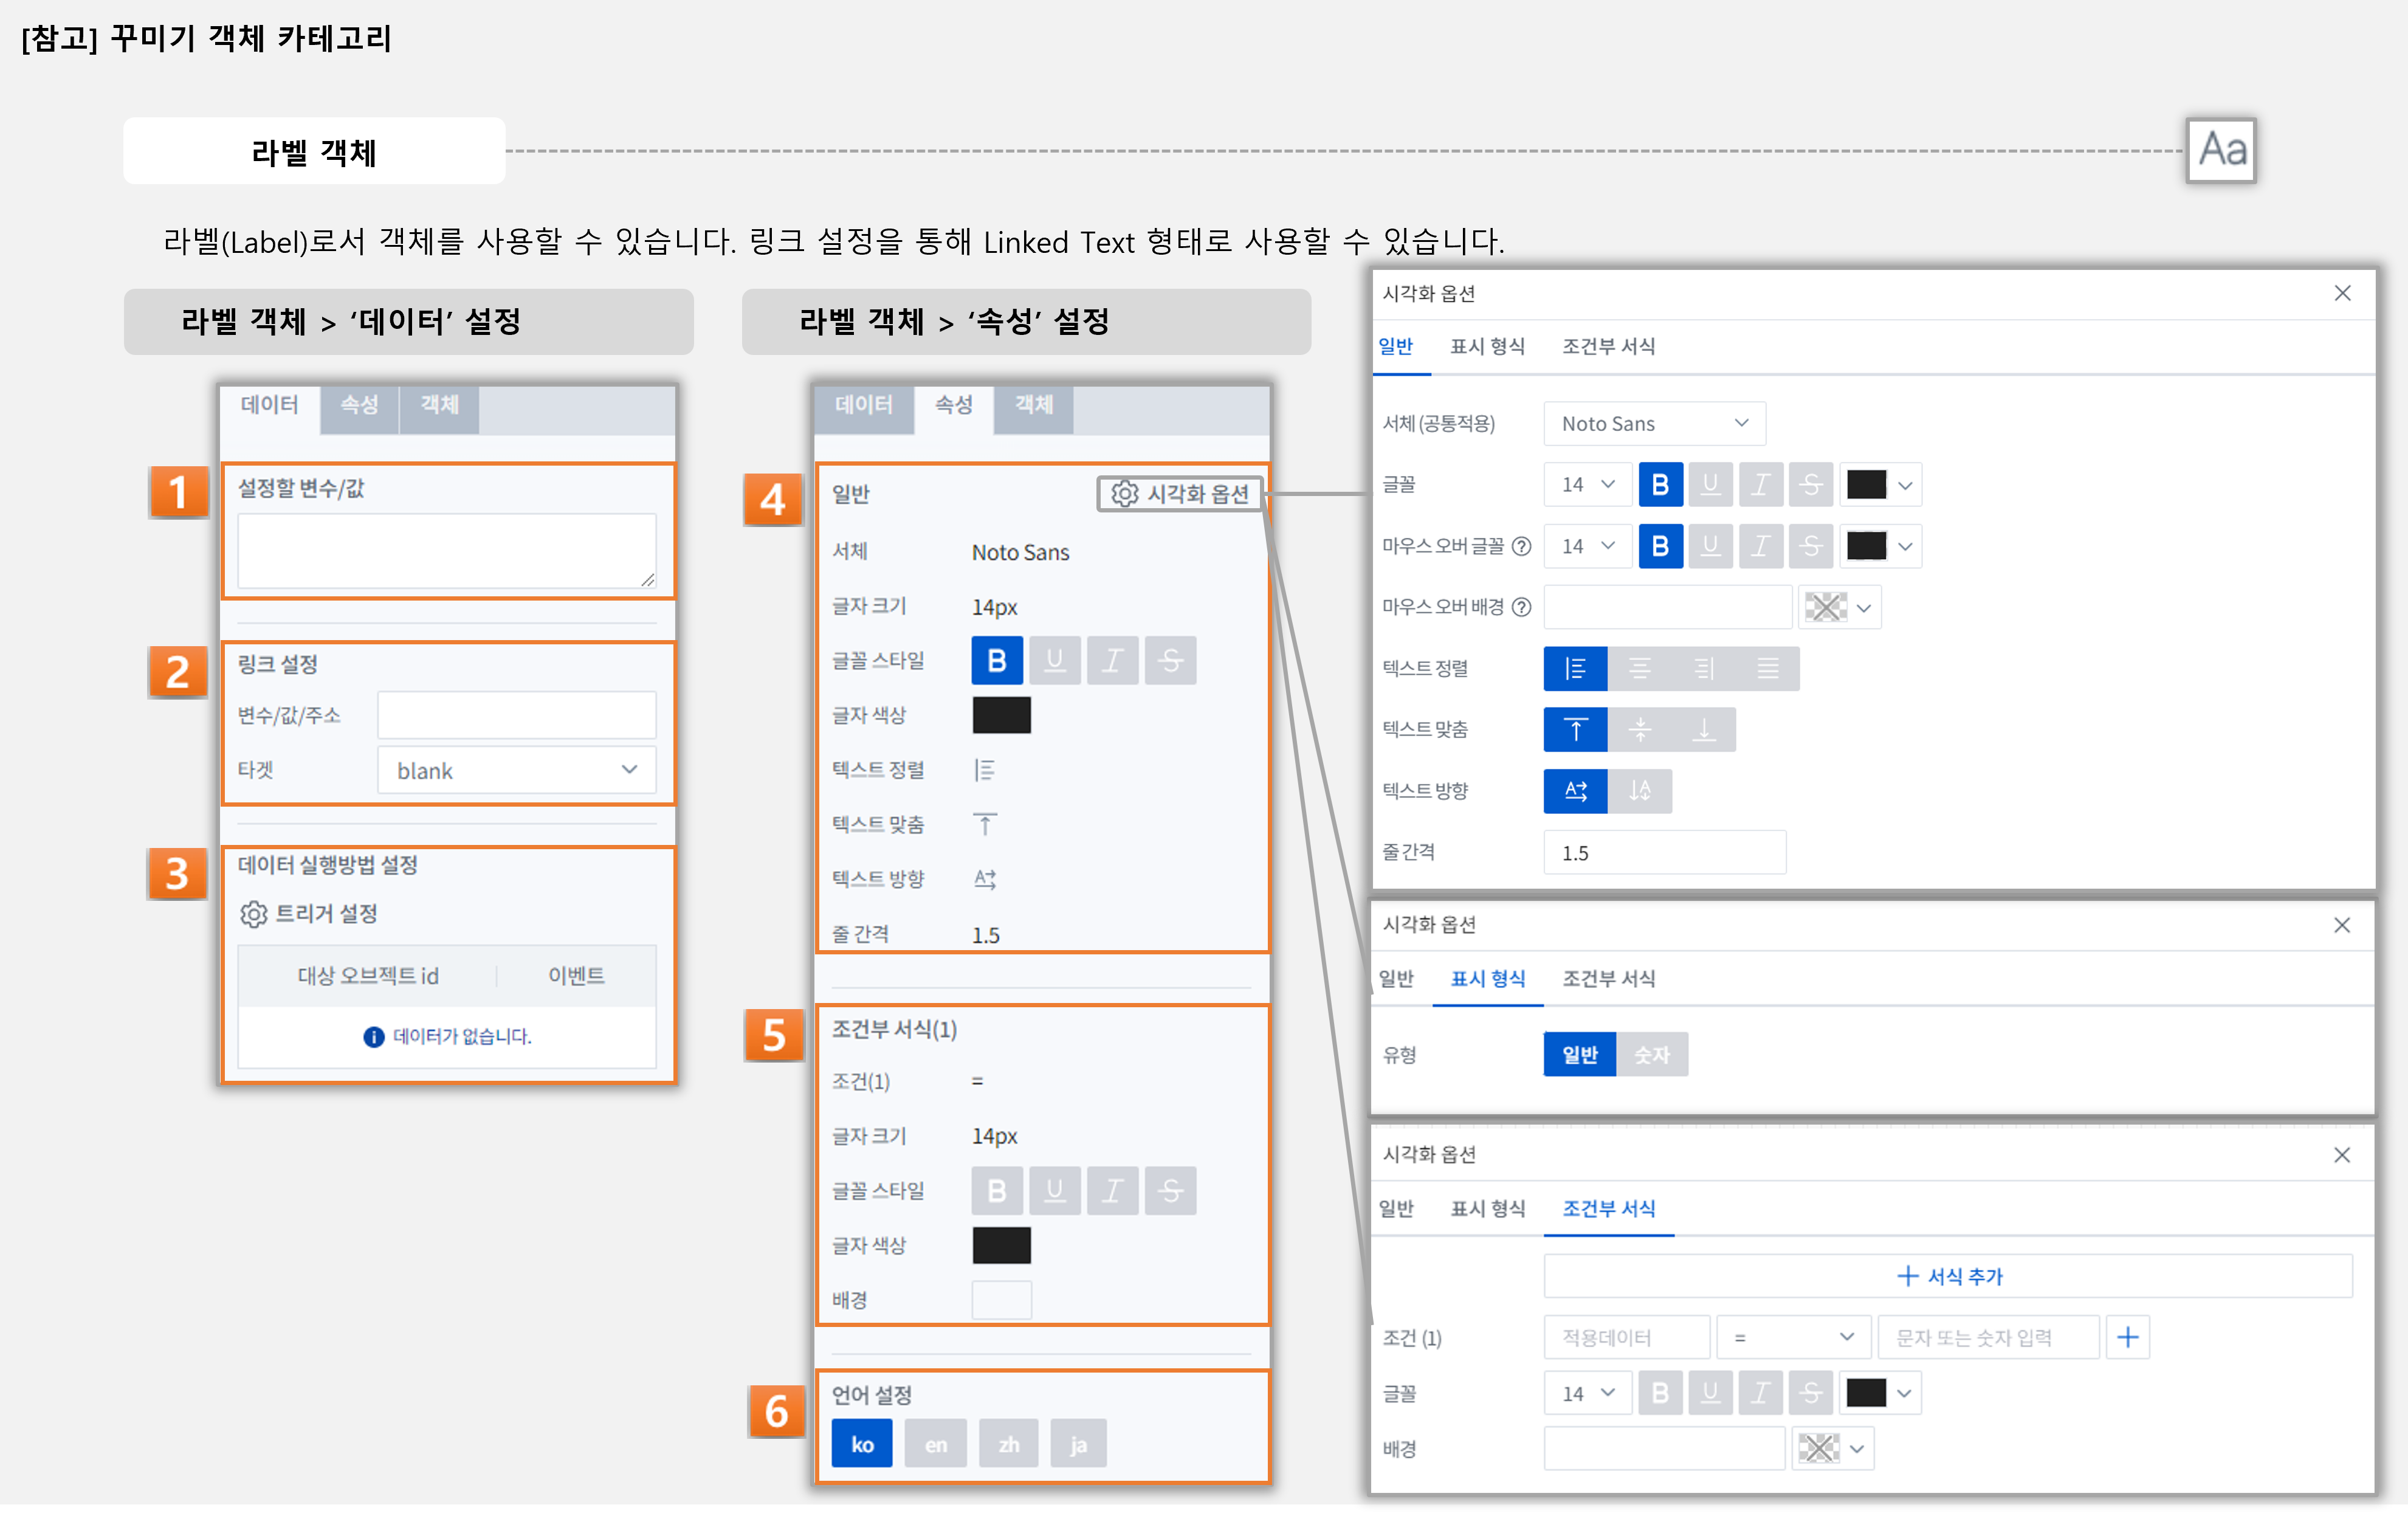 [참고] 꾸미기 객체 카테고리
라벨 객체
Aa
라벨(Label)로서 객체를 사용할 수 있습니다. 링크 설정을 통해 Linked Text 형태로 사용할 수 있습니다.
라벨 객체 > ‘데이터’ 설정
데이터 속성 객체
1
설정할 변수/값
2
링크 설정
변수/값/주소
타겟 blank
3
데이터 실행방법 설정
트리거 설정
대상 오브젝트 id 이벤트
데이터가 없습니다.
라벨 객체 > ‘속성’ 설정
데이터 속성 객체
4
일반 시각화 옵션
서체 Noto Sans
글자 크기 14px
글꼴 스타일 B U I S
글자 색상
텍스트 정렬
텍스트 맞춤
텍스트 방향
줄 간격 1.5
5
조건부 서식(1)
조건(1) =
글자 크기 14px
글꼴 스타일 B U I S
글자 색상
배경
6
언어 설정
ko en zh ja
시각화 옵션
일반 표시 형식 조건부 서식
서체 (공통적용) Noto Sans
글꼴 14 B U I S
마우스 오버 글꼴 ? 14 B U I S
마우스 오버 배경 ?
텍스트 정렬
텍스트 맞춤
텍스트 방향
줄 간격 1.5
시각화 옵션
일반 표시 형식 조건부 서식
유형 일반 숫자
시각화 옵션
일반 표시 형식 조건부 서식
+ 서식 추가
조건 (1) 적용데이터 = 문자 또는 숫자 입력 +
글꼴 14 B U I S
배경